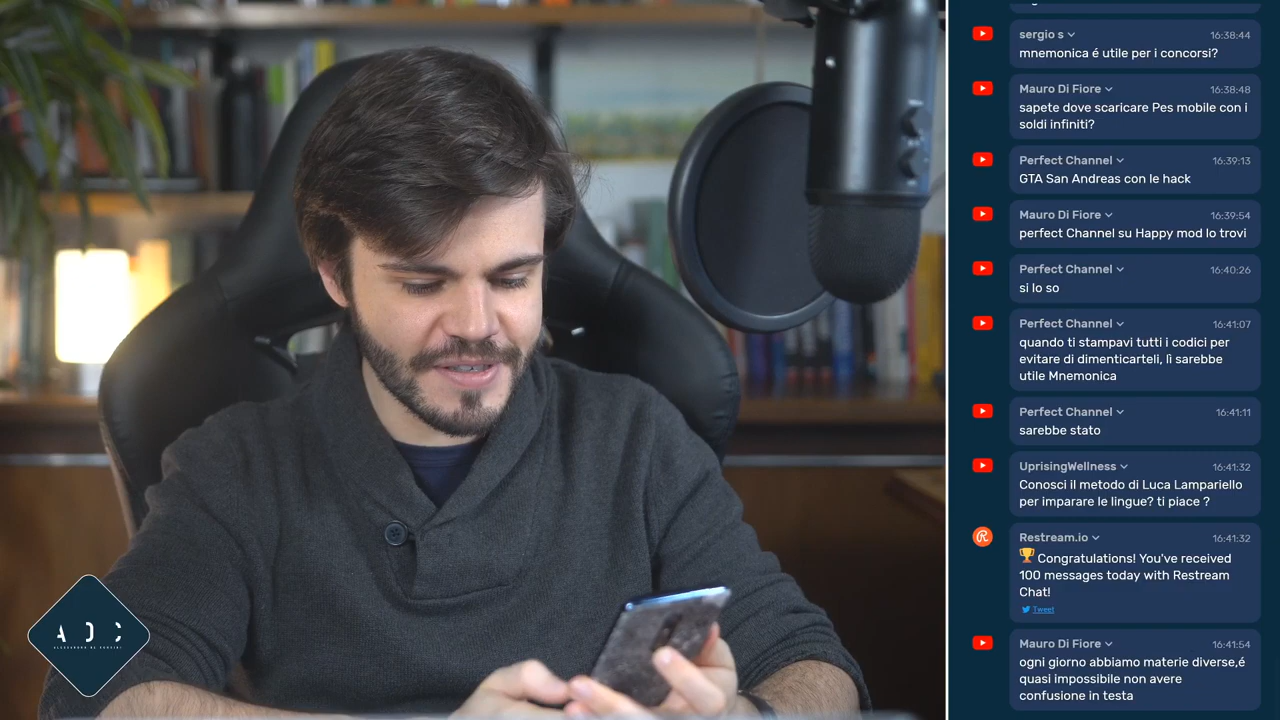 sergio s
16:38:44
mnemonica é utile per i concorsi?
Mauro Di Fiore
16:38:48
sapete dove scaricare Pes mobile con i
soldi infiniti?
Perfect Channel
16:39:13
GTA San Andreas con le hack
Mauro Di Fiore
16:39:54
perfect Channel su Happy mod lo trovi
Perfect Channel
16:40:26
si lo so
Perfect Channel
16:41:07
quando ti stampavi tutti i codici per
evitare di dimenticarteli, lì sarebbe
utile Mnemonica
Perfect Channel
16:41:11
sarebbe stato
UprisingWellness
16:41:32
Conosci il metodo di Luca Lampariello
per imparare le lingue? ti piace ?
Restream.io
16:41:32
Congratulations! You've received
100 messages today with Restream
Chat!
Tweet
Mauro Di Fiore
16:41:54
ogni giorno abbiamo materie diverse,é
quasi impossibile non avere
confusione in testa